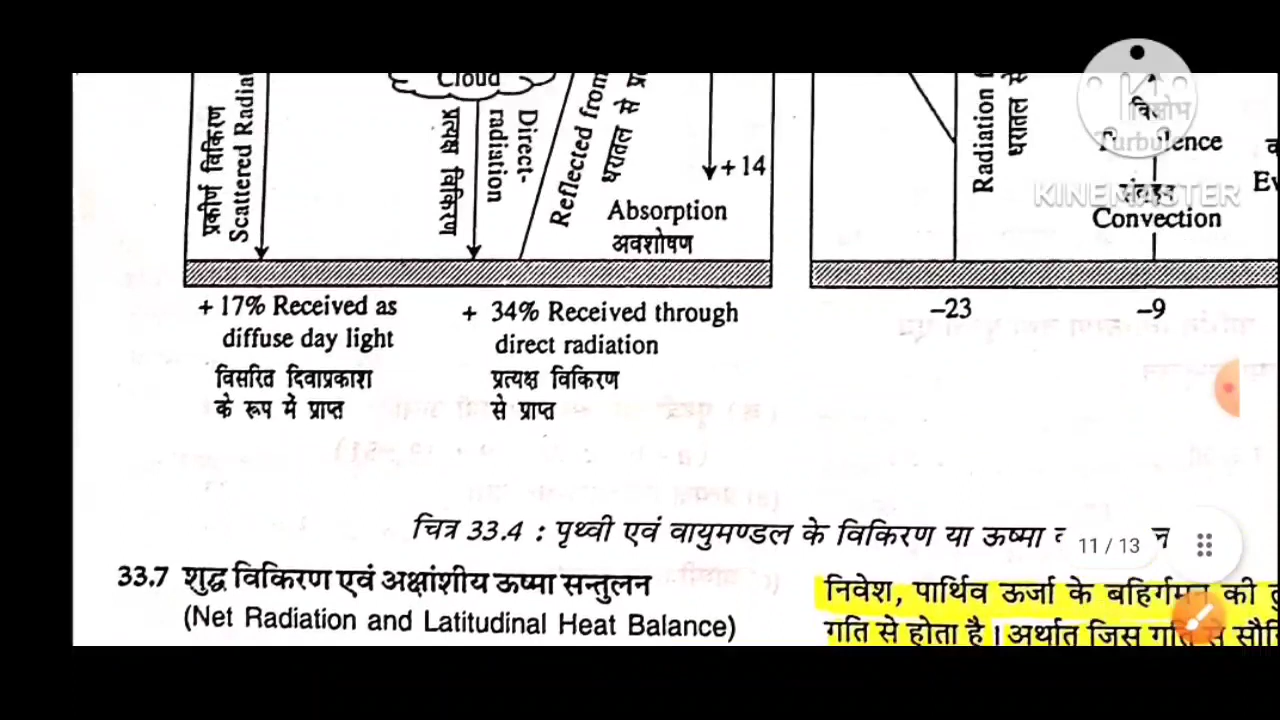 Cloud
प्रकीर्ण विकिरण
Scattered
प्रत्यक्ष विकिरण
Direct-
radiation
Reflected from
धरातल से
+ 14
Absorption
अवशोषण
Radiation
धरातल से
Turbulence
संवहन
Convection
KINEMASTER
+ 17% Received as
diffuse day light
विसरित दिवाप्रकाश
के रूप में प्राप्त
+ 34% Received through
direct radiation
प्रत्यक्ष विकिरण
से प्राप्त
–23
–9
चित्र 33.4 : पृथ्वी एवं वायुमण्डल के विकिरण या ऊष्मा
11 / 13
33.7 शुद्ध विकिरण एवं अक्षांशीय ऊष्मा सन्तुलन
(Net Radiation and Latitudinal Heat Balance)
निवेश, पार्थिव ऊर्जा के बहिर्गमन की
गति से होता है। अर्थात जिस गति से